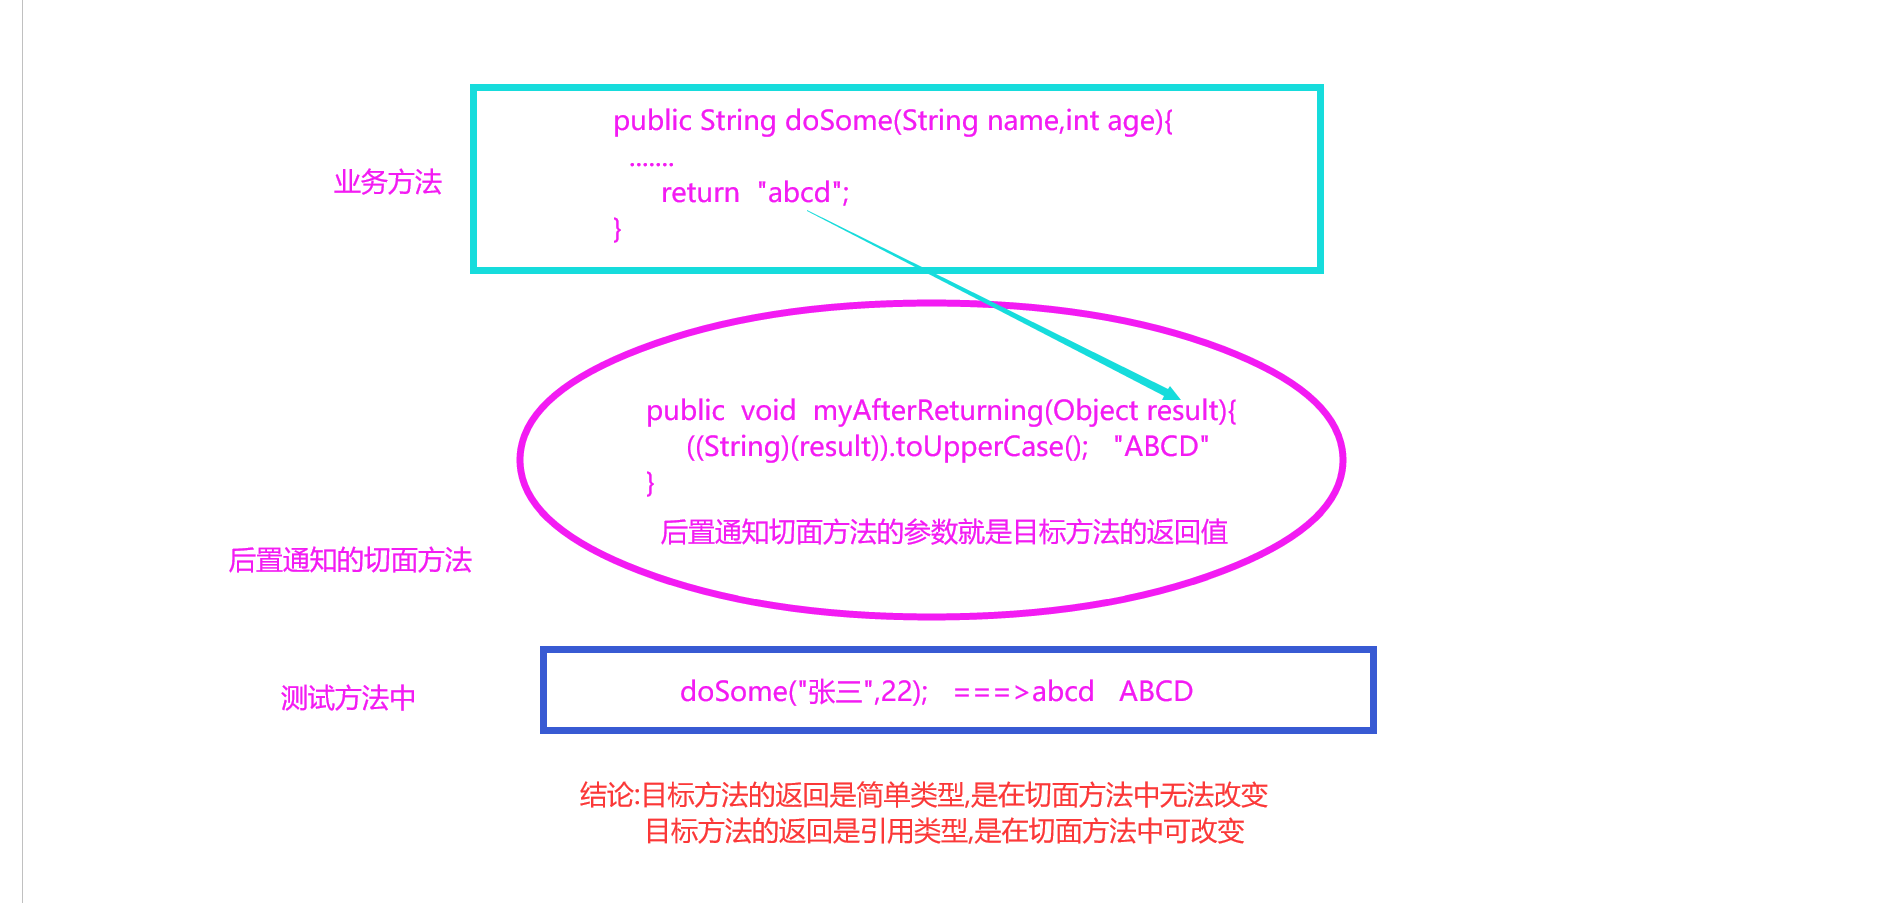 public String doSome(String name,int age){
.......
业务方法
return "abcd";
}
public void myAfterReturning(Object result){
((String)(result)).toUpperCase(); "ABCD"
}
后置通知切面方法的参数就是目标方法的返回值
后置通知的切面方法
测试方法中
doSome("张三",22); ===>abcd ABCD
结论:目标方法的返回是简单类型,是在切面方法中无法改变
目标方法的返回是引用类型,是在切面方法中可改变